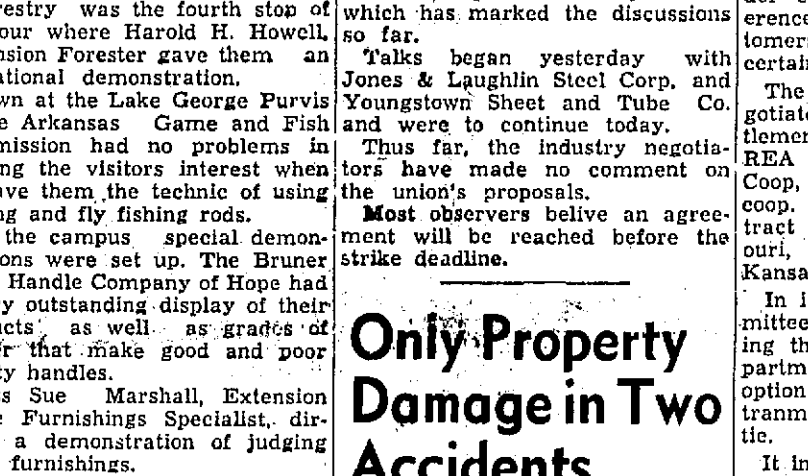 restry was the fourth stop of
our where Harold H. Howell,
nsion Forester gave them an
ational demonstration.
wn at the Lake George Purvis
e Arkansas Game and Fish
mission had no problems in
ng the visitors interest when
ave them the technic of using
ng and fly fishing rods.
the campus special demon-
ons were set up. The Bruner
Handle Company of Hope had
y outstanding display of their
ucts as well as grades of
r that make good and poor
ty handles.
s Sue Marshall, Extension
e Furnishings Specialist, dir-
a demonstration of judging
furnishings.
which has marked the discussions
so far.
Talks began yesterday with
Jones & Laughlin Steel Corp. and
Youngstown Sheet and Tube Co.
and were to continue today.
Thus far, the industry negotia-
tors have made no comment on
the union's proposals.
Most observers belive an agree-
ment will be reached before the
strike deadline.
Only Property
Damage in Two
Accidents
erence
tomers
certain
The
gotiate
tlemen
REA
Coop,
coop.
tract
ouri,
Kansa
In i
mittee
ing th
partm
option
tranm
tie.
It in